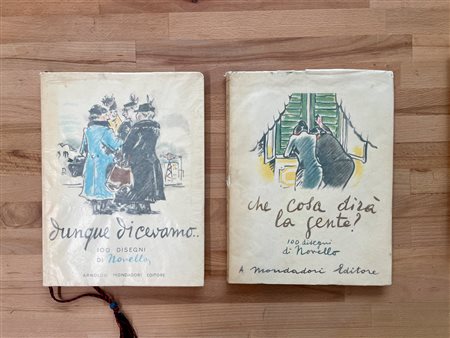 dunque dicevamo..
100 DISEGNI
DI Novello
ARNOLDO MONDADORI EDITORE
che cosa dirà
la gente?
100 disegni
di Novello
A Mondadori Editore